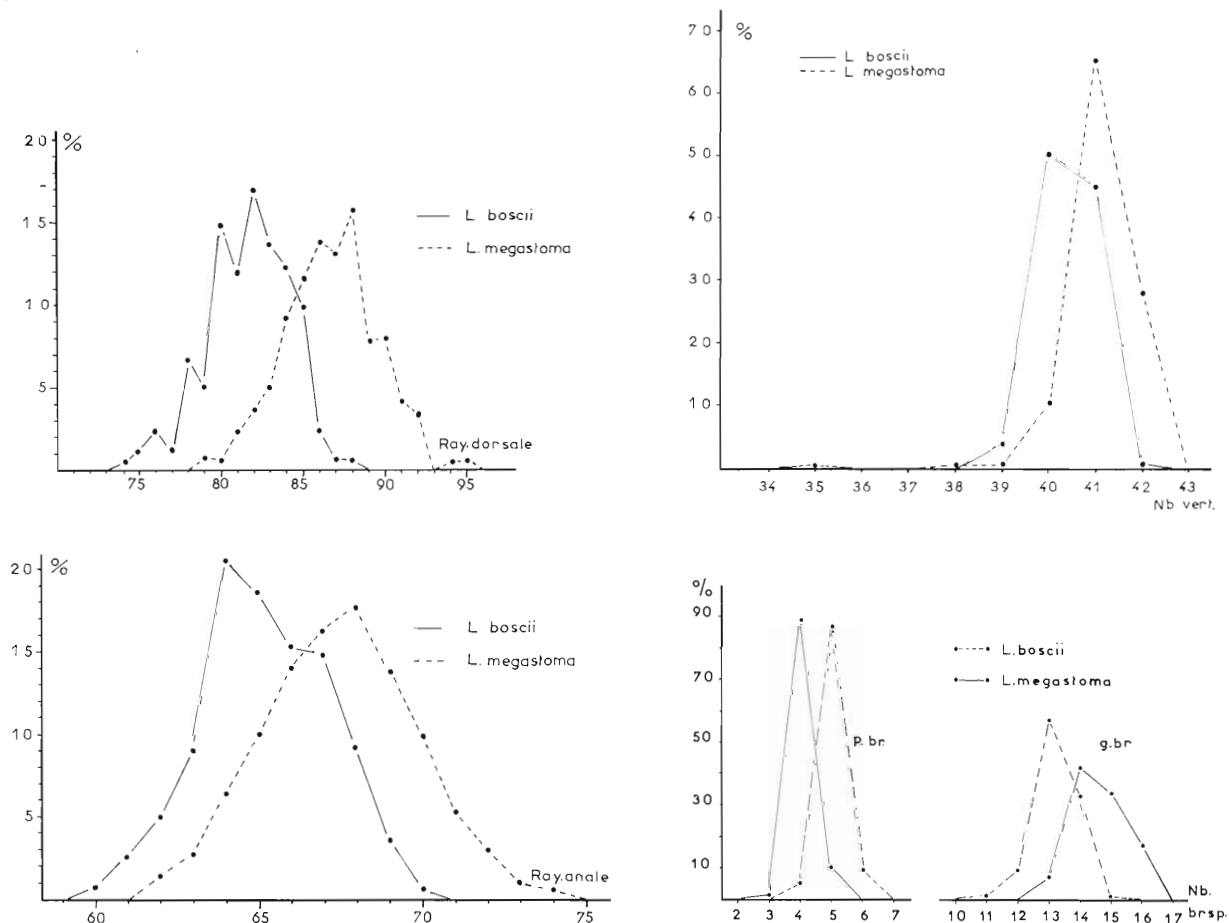 20 %
L. boscii
15
L. megastoma
10
5
Ray.dorsale
75 80 85 90 95
70 %
L boscii
L megastoma
60
50
40
30
20
10
34 35 36 37 38 39 40 41 42 43
Nb vert.
20 %
L boscii
15
L. megastoma
10
5
Ray.anale
60 65 70 75
%
90
L.boscii
70
L.megastoma
p.br.
g.br
50
30
10
2 3 4 5 6 7 10 11 12 13 14 15 16 17
Nb.
brsp.